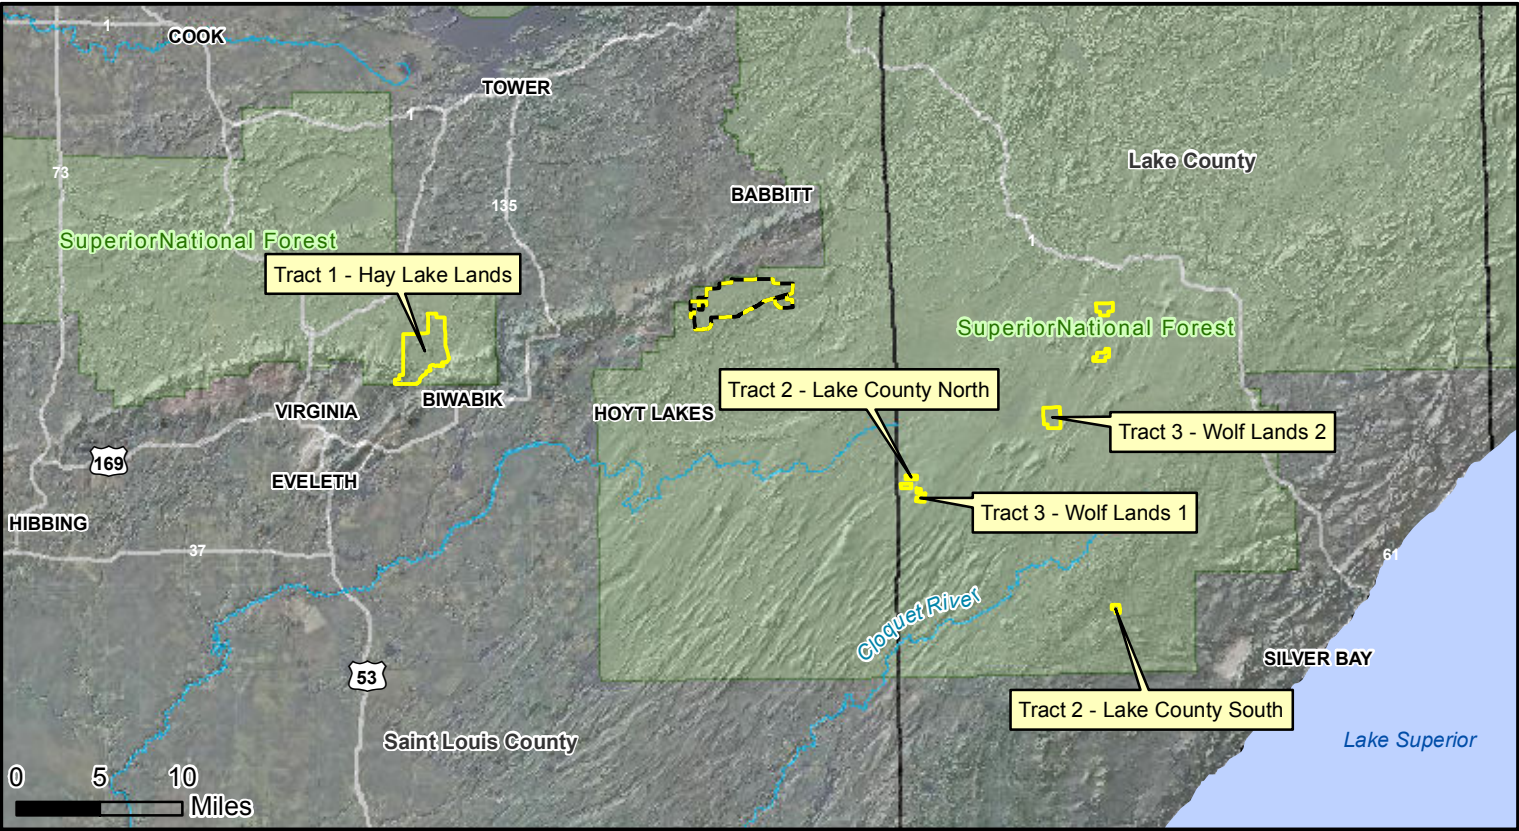 1
COOK
TOWER
1
Lake County
73
BABBITT
135
SuperiorNational Forest
1
Tract 1 - Hay Lake Lands
SuperiorNational Forest
Tract 2 - Lake County North
BIWABIK
VIRGINIA
HOYT LAKES
Tract 3 - Wolf Lands 2
169
EVELETH
Tract 3 - Wolf Lands 1
HIBBING
37
61
Cloquet River
SILVER BAY
53
Tract 2 - Lake County South
Saint Louis County
Lake Superior
0 5 10
Miles